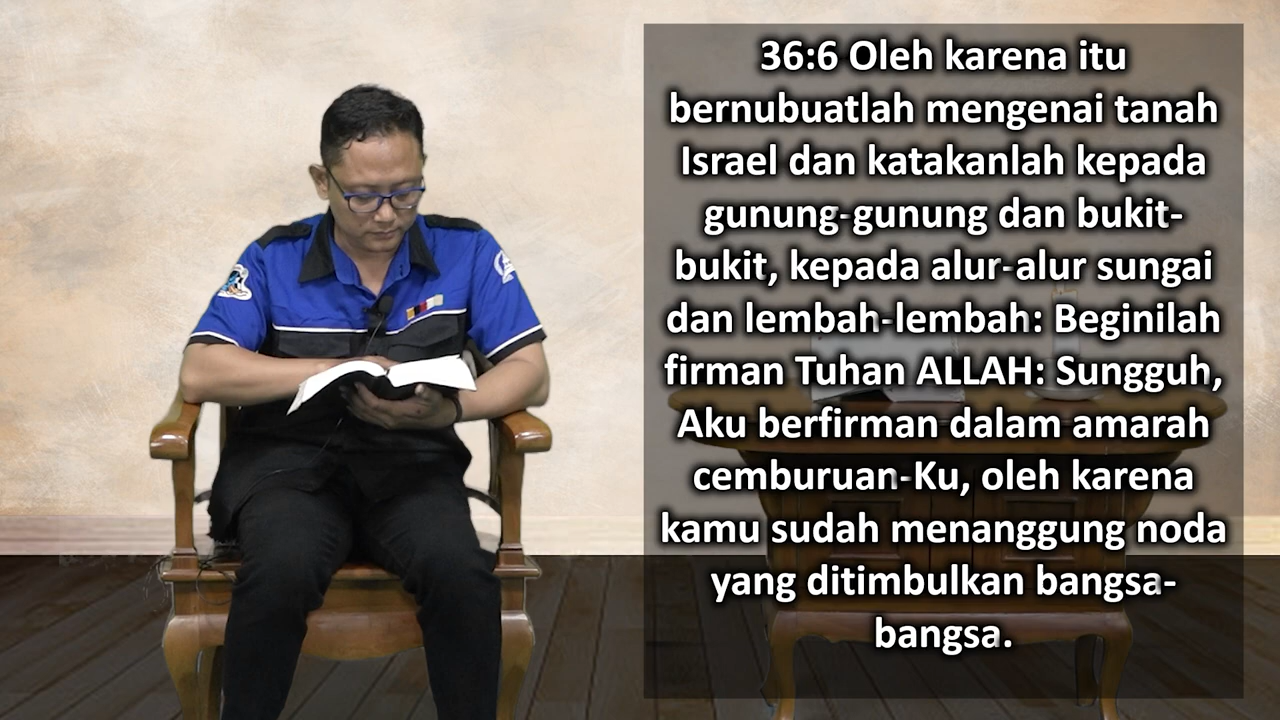 36:6 Oleh karena itu
bernubuatlah mengenai tanah
Israel dan katakanlah kepada
gunung-gunung dan bukit-
bukit, kepada alur-alur sungai
dan lembah-lembah: Beginilah
firman Tuhan ALLAH: Sungguh,
Aku berfirman dalam amarah
cemburuan-Ku, oleh karena
kamu sudah menanggung noda
yang ditimbulkan bangsa-
bangsa.